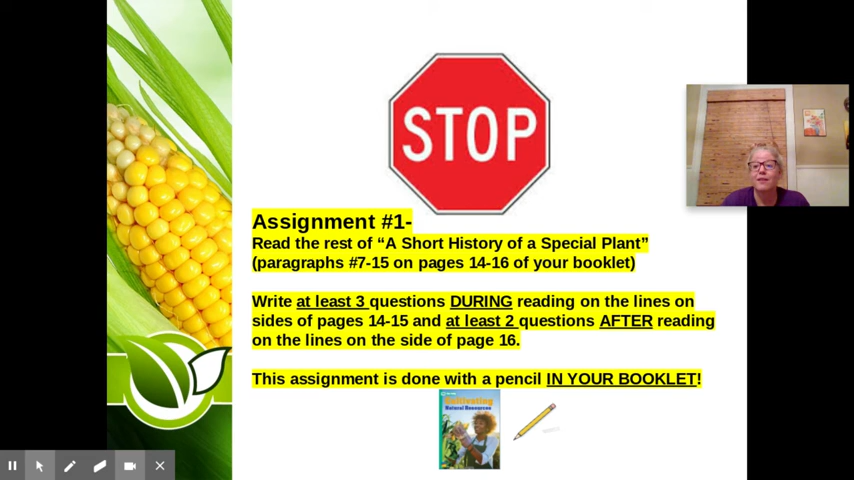 STOP
Assignment #1-
Read the rest of “A Short History of a Special Plant”
(paragraphs #7-15 on pages 14-16 of your booklet)
Write at least 3 questions DURING reading on the lines on
sides of pages 14-15 and at least 2 questions AFTER reading
on the lines on the side of page 16.
This assignment is done with a pencil IN YOUR BOOKLET!
Cultivating
Natural Resources